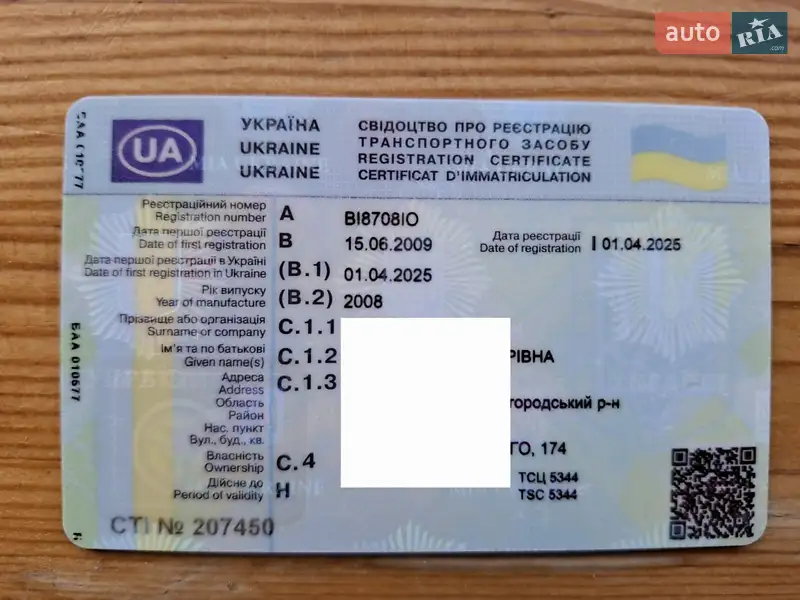 auto RIA
.com
УКРАЇНА
UKRAINE
UKRAINE
СВІДОЦТВО ПРО РЕЄСТРАЦІЮ
ТРАНСПОРТНОГО ЗАСОБУ
REGISTRATION CERTIFICATE
CERTIFICAT D'IMMATRICULATION
UA
Реєстраційний номер
Registration number
A
BI8708IO
Дата першої реєстрації
Date of first registration
B
15.06.2009
Дата реєстрації
Date of registration
I 01.04.2025
Дата першої реєстрації в Україні
Date of first registration in Ukraine
(B.1)
01.04.2025
Рік випуску
Year of manufacture
(B.2)
2008
Прізвище або організація
Surname or company
C.1.1
Ім'я та по батькові
Given name(s)
C.1.2
РІВНА
Адреса
Address
C.1.3
Область
Район
городський р-н
Нас. пункт
Вул., буд., кв.
ГО, 174
Власність
Ownership
C.4
Дійсне до
Period of validity
H
ТСЦ 5344
TSC 5344
СТІ № 207450
ЕАА 010677